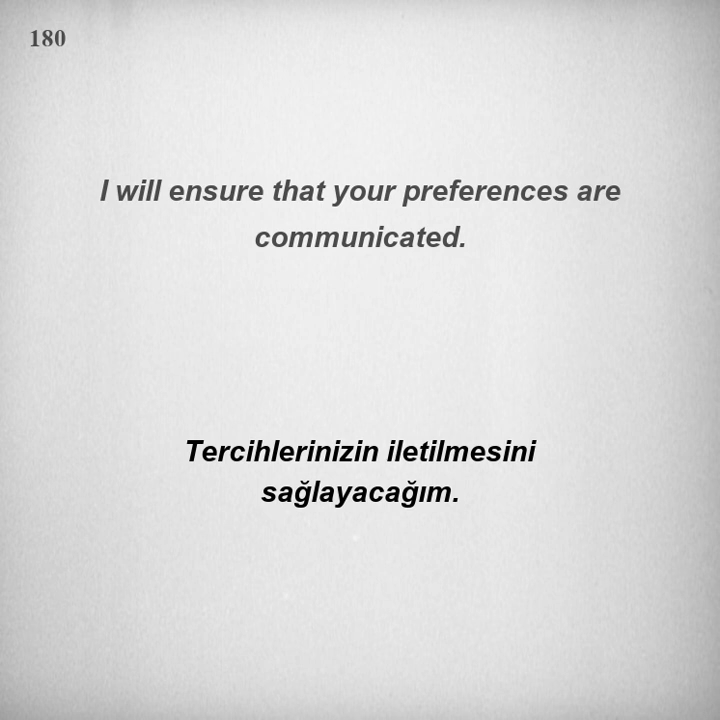 180
I will ensure that your preferences are
communicated.
Tercihlerinizin iletilmesini
sağlayacağım.